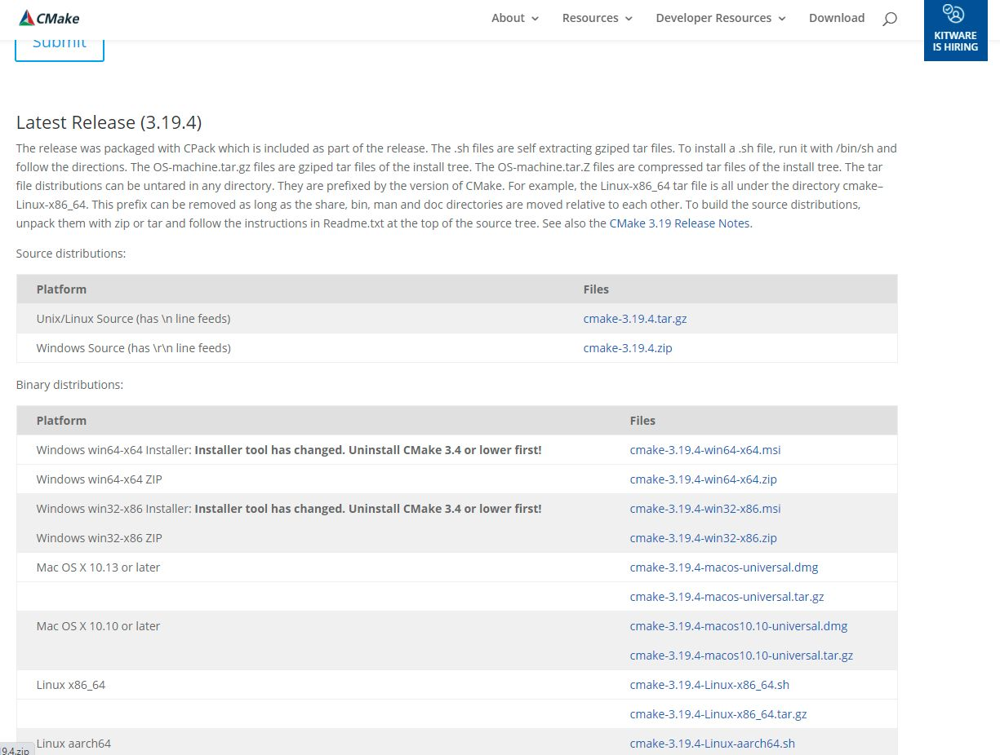 CMake
About
Resources
Developer Resources
Download
KITWARE
IS HIRING
Submit
Latest Release (3.19.4)
The release was packaged with CPack which is included as part of the release. The .sh files are self extracting gziped tar files. To install a .sh file, run it with /bin/sh and
follow the directions. The OS-machine.tar.gz files are gziped tar files of the install tree. The OS-machine.tar.Z files are compressed tar files of the install tree. The tar
file distributions can be untared in any directory. They are prefixed by the version of CMake. For example, the Linux-x86_64 tar file is all under the directory cmake–
Linux-x86_64. This prefix can be removed as long as the share, bin, man and doc directories are moved relative to each other. To build the source distributions,
unpack them with zip or tar and follow the instructions in Readme.txt at the top of the source tree. See also the CMake 3.19 Release Notes.
Source distributions:
Platform Files
Unix/Linux Source (has \n line feeds) cmake-3.19.4.tar.gz
Windows Source (has \r\n line feeds) cmake-3.19.4.zip
Binary distributions:
Platform Files
Windows win64-x64 Installer: Installer tool has changed. Uninstall CMake 3.4 or lower first! cmake-3.19.4-win64-x64.msi
Windows win64-x64 ZIP cmake-3.19.4-win64-x64.zip
Windows win32-x86 Installer: Installer tool has changed. Uninstall CMake 3.4 or lower first! cmake-3.19.4-win32-x86.msi
Windows win32-x86 ZIP cmake-3.19.4-win32-x86.zip
Mac OS X 10.13 or later cmake-3.19.4-macos-universal.dmg
cmake-3.19.4-macos-universal.tar.gz
Mac OS X 10.10 or later cmake-3.19.4-macos10.10-universal.dmg
cmake-3.19.4-macos10.10-universal.tar.gz
Linux x86_64 cmake-3.19.4-Linux-x86_64.sh
cmake-3.19.4-Linux-x86_64.tar.gz
Linux aarch64 cmake-3.19.4-Linux-aarch64.sh
19.4.zip